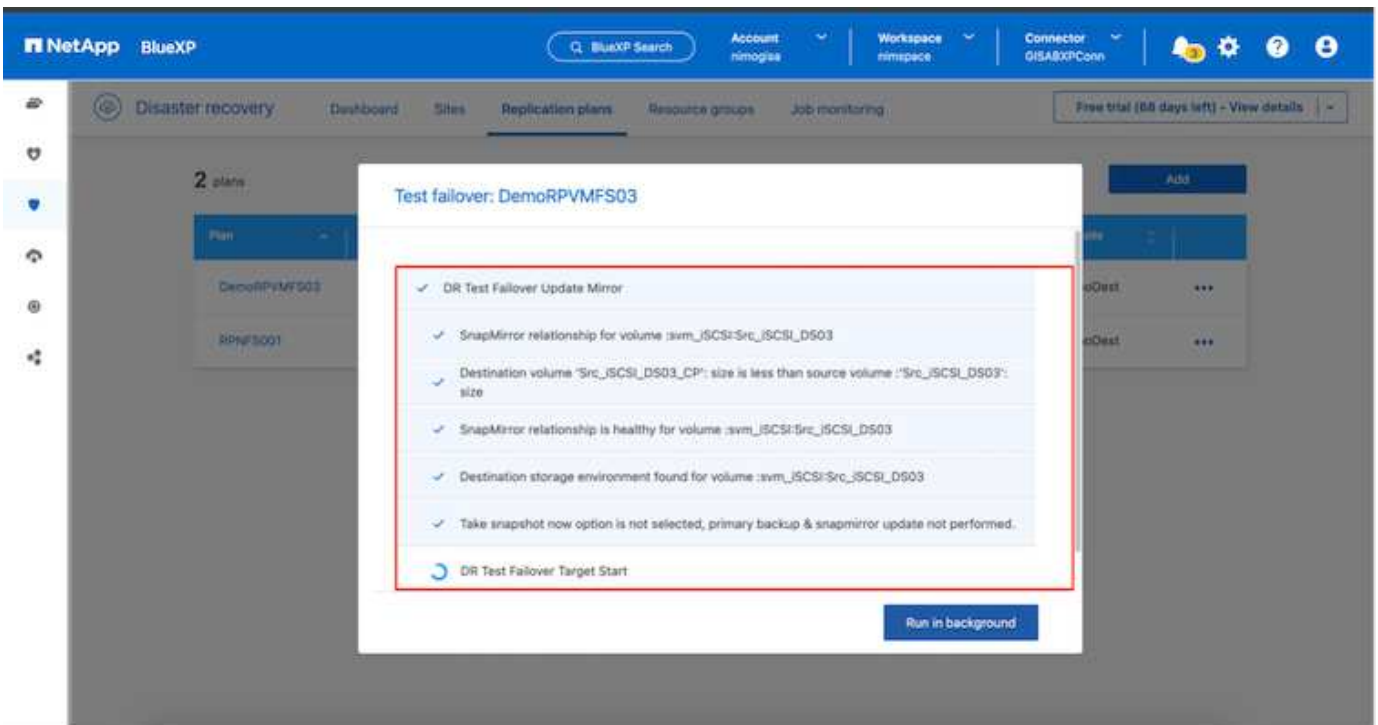 NetApp BlueXP
BlueXP Search
Account
nimogisa
Workspace
nimspace
Connector
GISABXPConn
3
Disaster recovery
Dashboard
Sites
Replication plans
Resource groups
Job monitoring
Free trial (68 days left) - View details
2 plans
Add
Plan
DemoRPVMFS03
RPNFS001
Test failover: DemoRPVMFS03
DR Test Failover Update Mirror
SnapMirror relationship for volume :svm_iSCSI:Src_iSCSI_DS03
Destination volume 'Src_iSCSI_DS03_CP': size is less than source volume :'Src_iSCSI_DS03':
size
SnapMirror relationship is healthy for volume :svm_iSCSI:Src_iSCSI_DS03
Destination storage environment found for volume :svm_iSCSI:Src_iSCSI_DS03
Take snapshot now option is not selected, primary backup & snapmirror update not performed.
DR Test Failover Target Start
Run in background